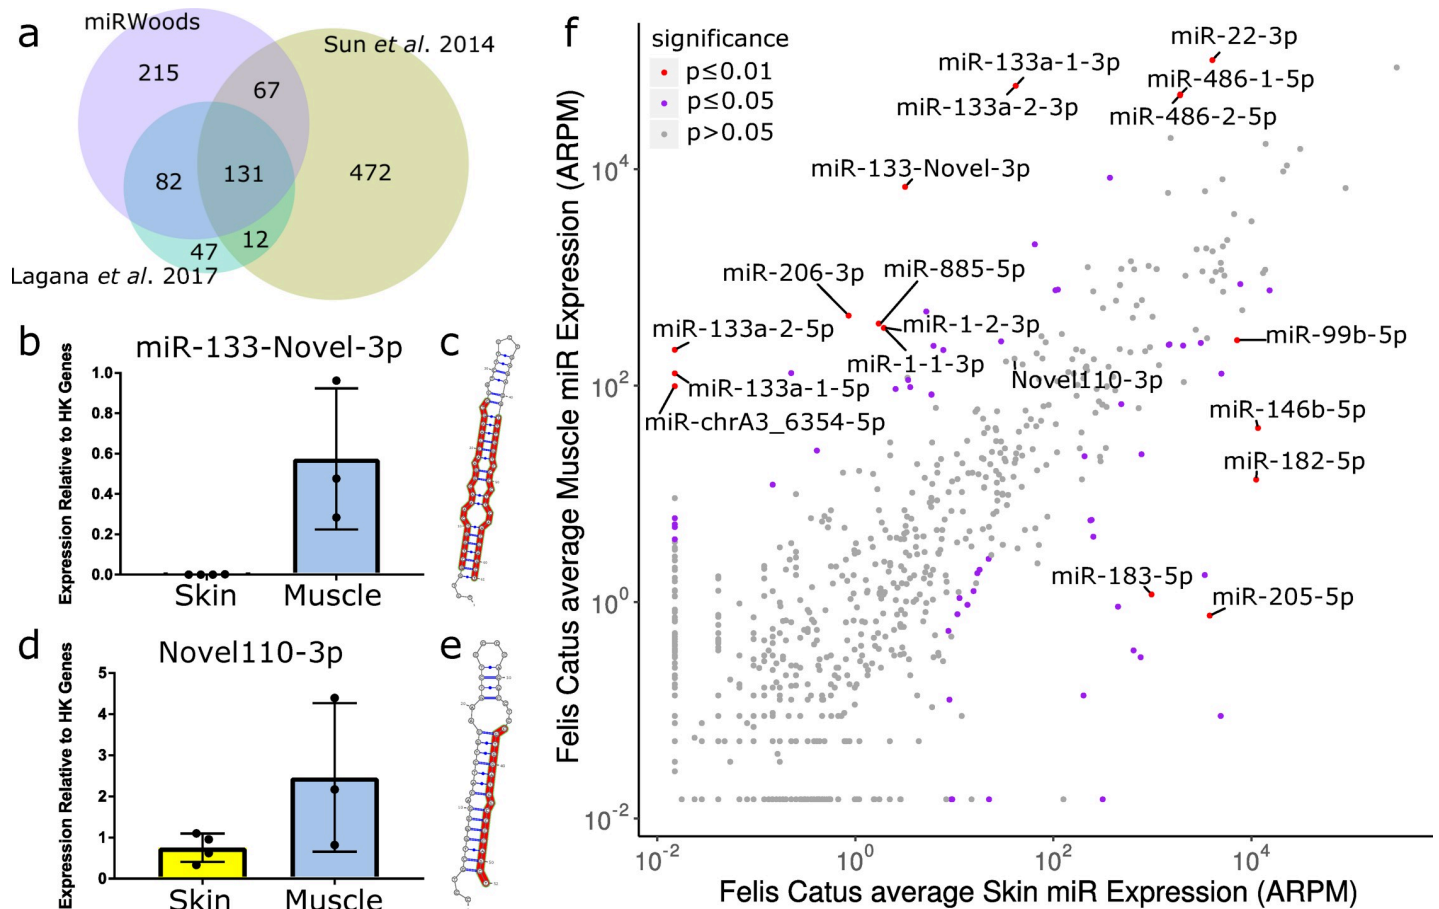 a
miRWoods
Sun et al. 2014
215
67
82
131
472
47
12
Lagana et al. 2017
b
miR-133-Novel-3p
Expression Relative to HK Genes
1.0
0.8
0.6
0.4
0.2
0.0
Skin
Muscle
c
d
Novel110-3p
Expression Relative to HK Genes
5
4
3
2
1
0
Skin
Muscle
e
f
significance
p≤0.01
p≤0.05
p>0.05
miR-22-3p
miR-133a-1-3p
miR-486-1-5p
miR-133a-2-3p
miR-486-2-5p
miR-133-Novel-3p
miR-206-3p
miR-885-5p
miR-133a-2-5p
miR-1-2-3p
miR-99b-5p
miR-1-1-3p
Novel110-3p
miR-133a-1-5p
miR-chrA3_6354-5p
miR-146b-5p
miR-182-5p
miR-183-5p
miR-205-5p
Felis Catus average Muscle miR Expression (ARPM)
10⁴
10²
10⁰
10⁻²
10⁻²
10⁰
10²
10⁴
Felis Catus average Skin miR Expression (ARPM)